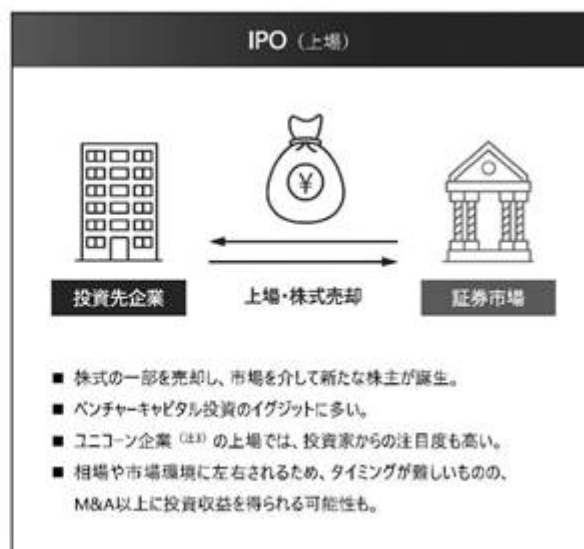 IPO（上場）
¥
投資先企業
上場・株式売却
証券市場
■ 株式の一部を売却し、市場を介して新たな株主が誕生。
■ ベンチャーキャピタル投資のイグジットに多い。
■ ユニコーン企業（注3）の上場では、投資家からの注目度も高い。
■ 相場や市場環境に左右されるため、タイミングが難しいものの、
M&A以上に投資収益を得られる可能性も。